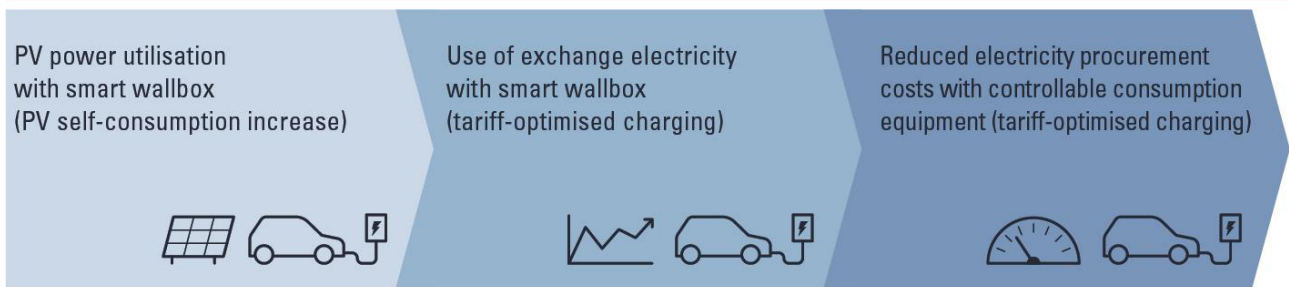 PV power utilisation
with smart wallbox
(PV self-consumption increase)
Use of exchange electricity
with smart wallbox
(tariff-optimised charging)
Reduced electricity procurement
costs with controllable consumption
equipment (tariff-optimised charging)